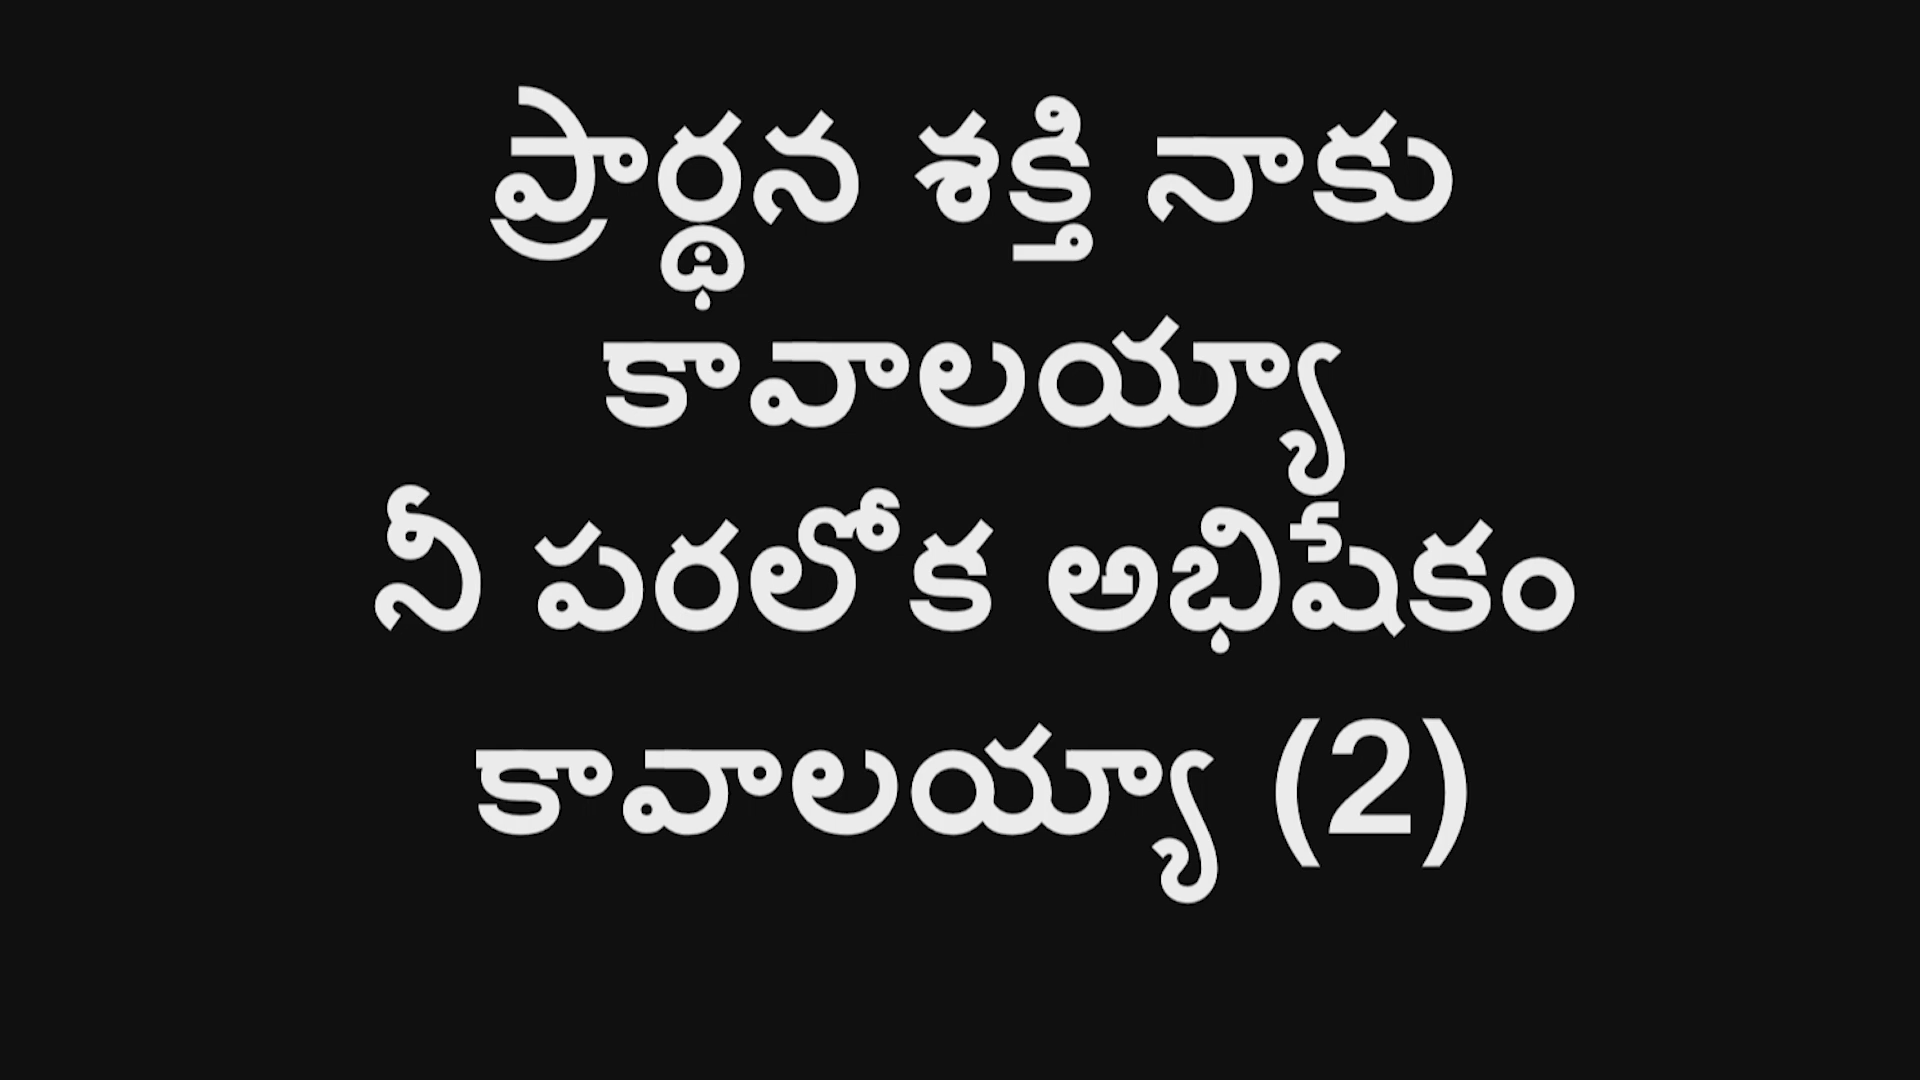 ప్రార్థన శక్తి నాకు
కావాలయ్యా
నీ పరలోక అభిషేకం
కావాలయ్యా (2)